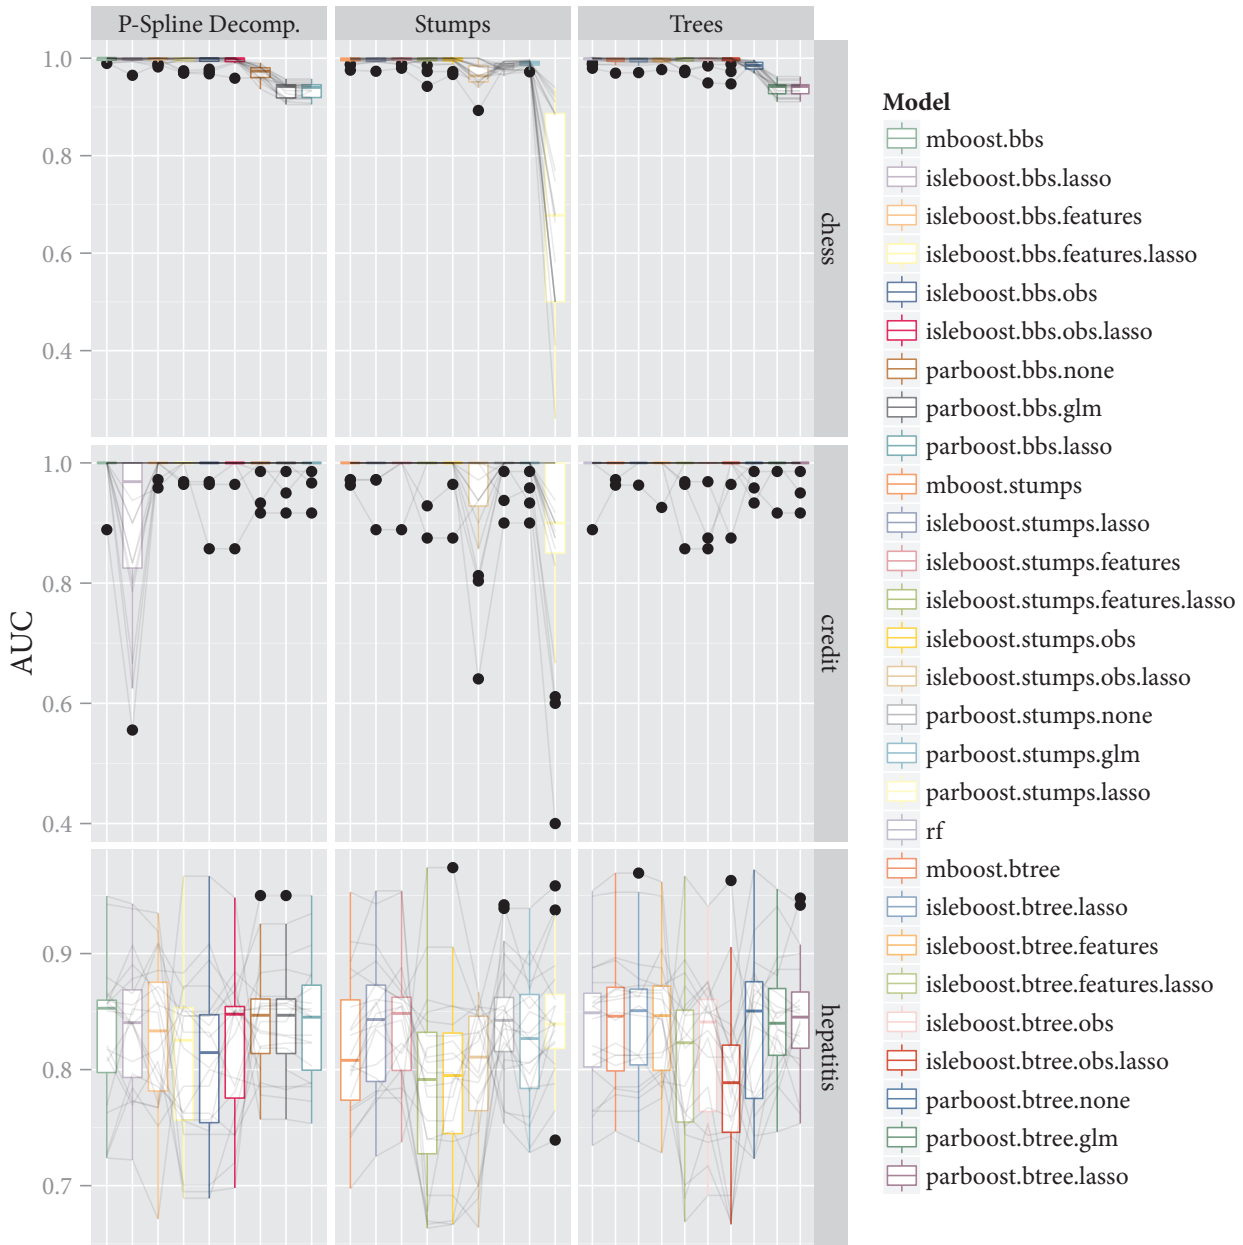 P-Spline Decomp.
Stumps
Trees
1.0
0.8
0.6
0.4
chess
1.0
0.8
0.6
0.4
credit
0.9
0.8
0.7
hepatitis
AUC
Model
mboost.bbs
isleboost.bbs.lasso
isleboost.bbs.features
isleboost.bbs.features.lasso
isleboost.bbs.obs
isleboost.bbs.obs.lasso
parboost.bbs.none
parboost.bbs.glm
parboost.bbs.lasso
mboost.stumps
isleboost.stumps.lasso
isleboost.stumps.features
isleboost.stumps.features.lasso
isleboost.stumps.obs
isleboost.stumps.obs.lasso
parboost.stumps.none
parboost.stumps.glm
parboost.stumps.lasso
rf
mboost.btree
isleboost.btree.lasso
isleboost.btree.features
isleboost.btree.features.lasso
isleboost.btree.obs
isleboost.btree.obs.lasso
parboost.btree.none
parboost.btree.glm
parboost.btree.lasso